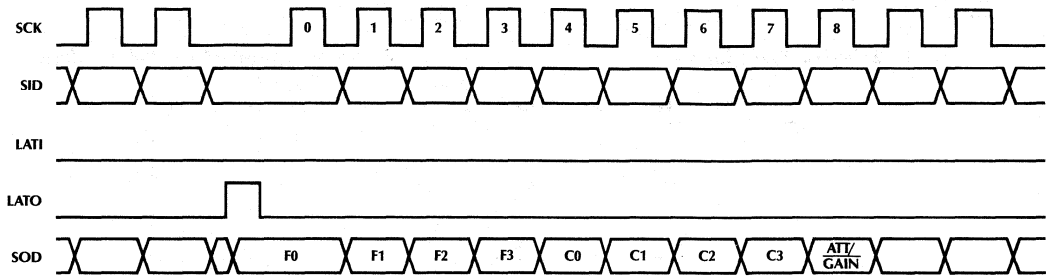 SCK 0 1 2 3 4 5 6 7 8
SID
LATI
LATO
SOD F0 F1 F2 F3 C0 C1 C2 C3 ATT/
GAIN